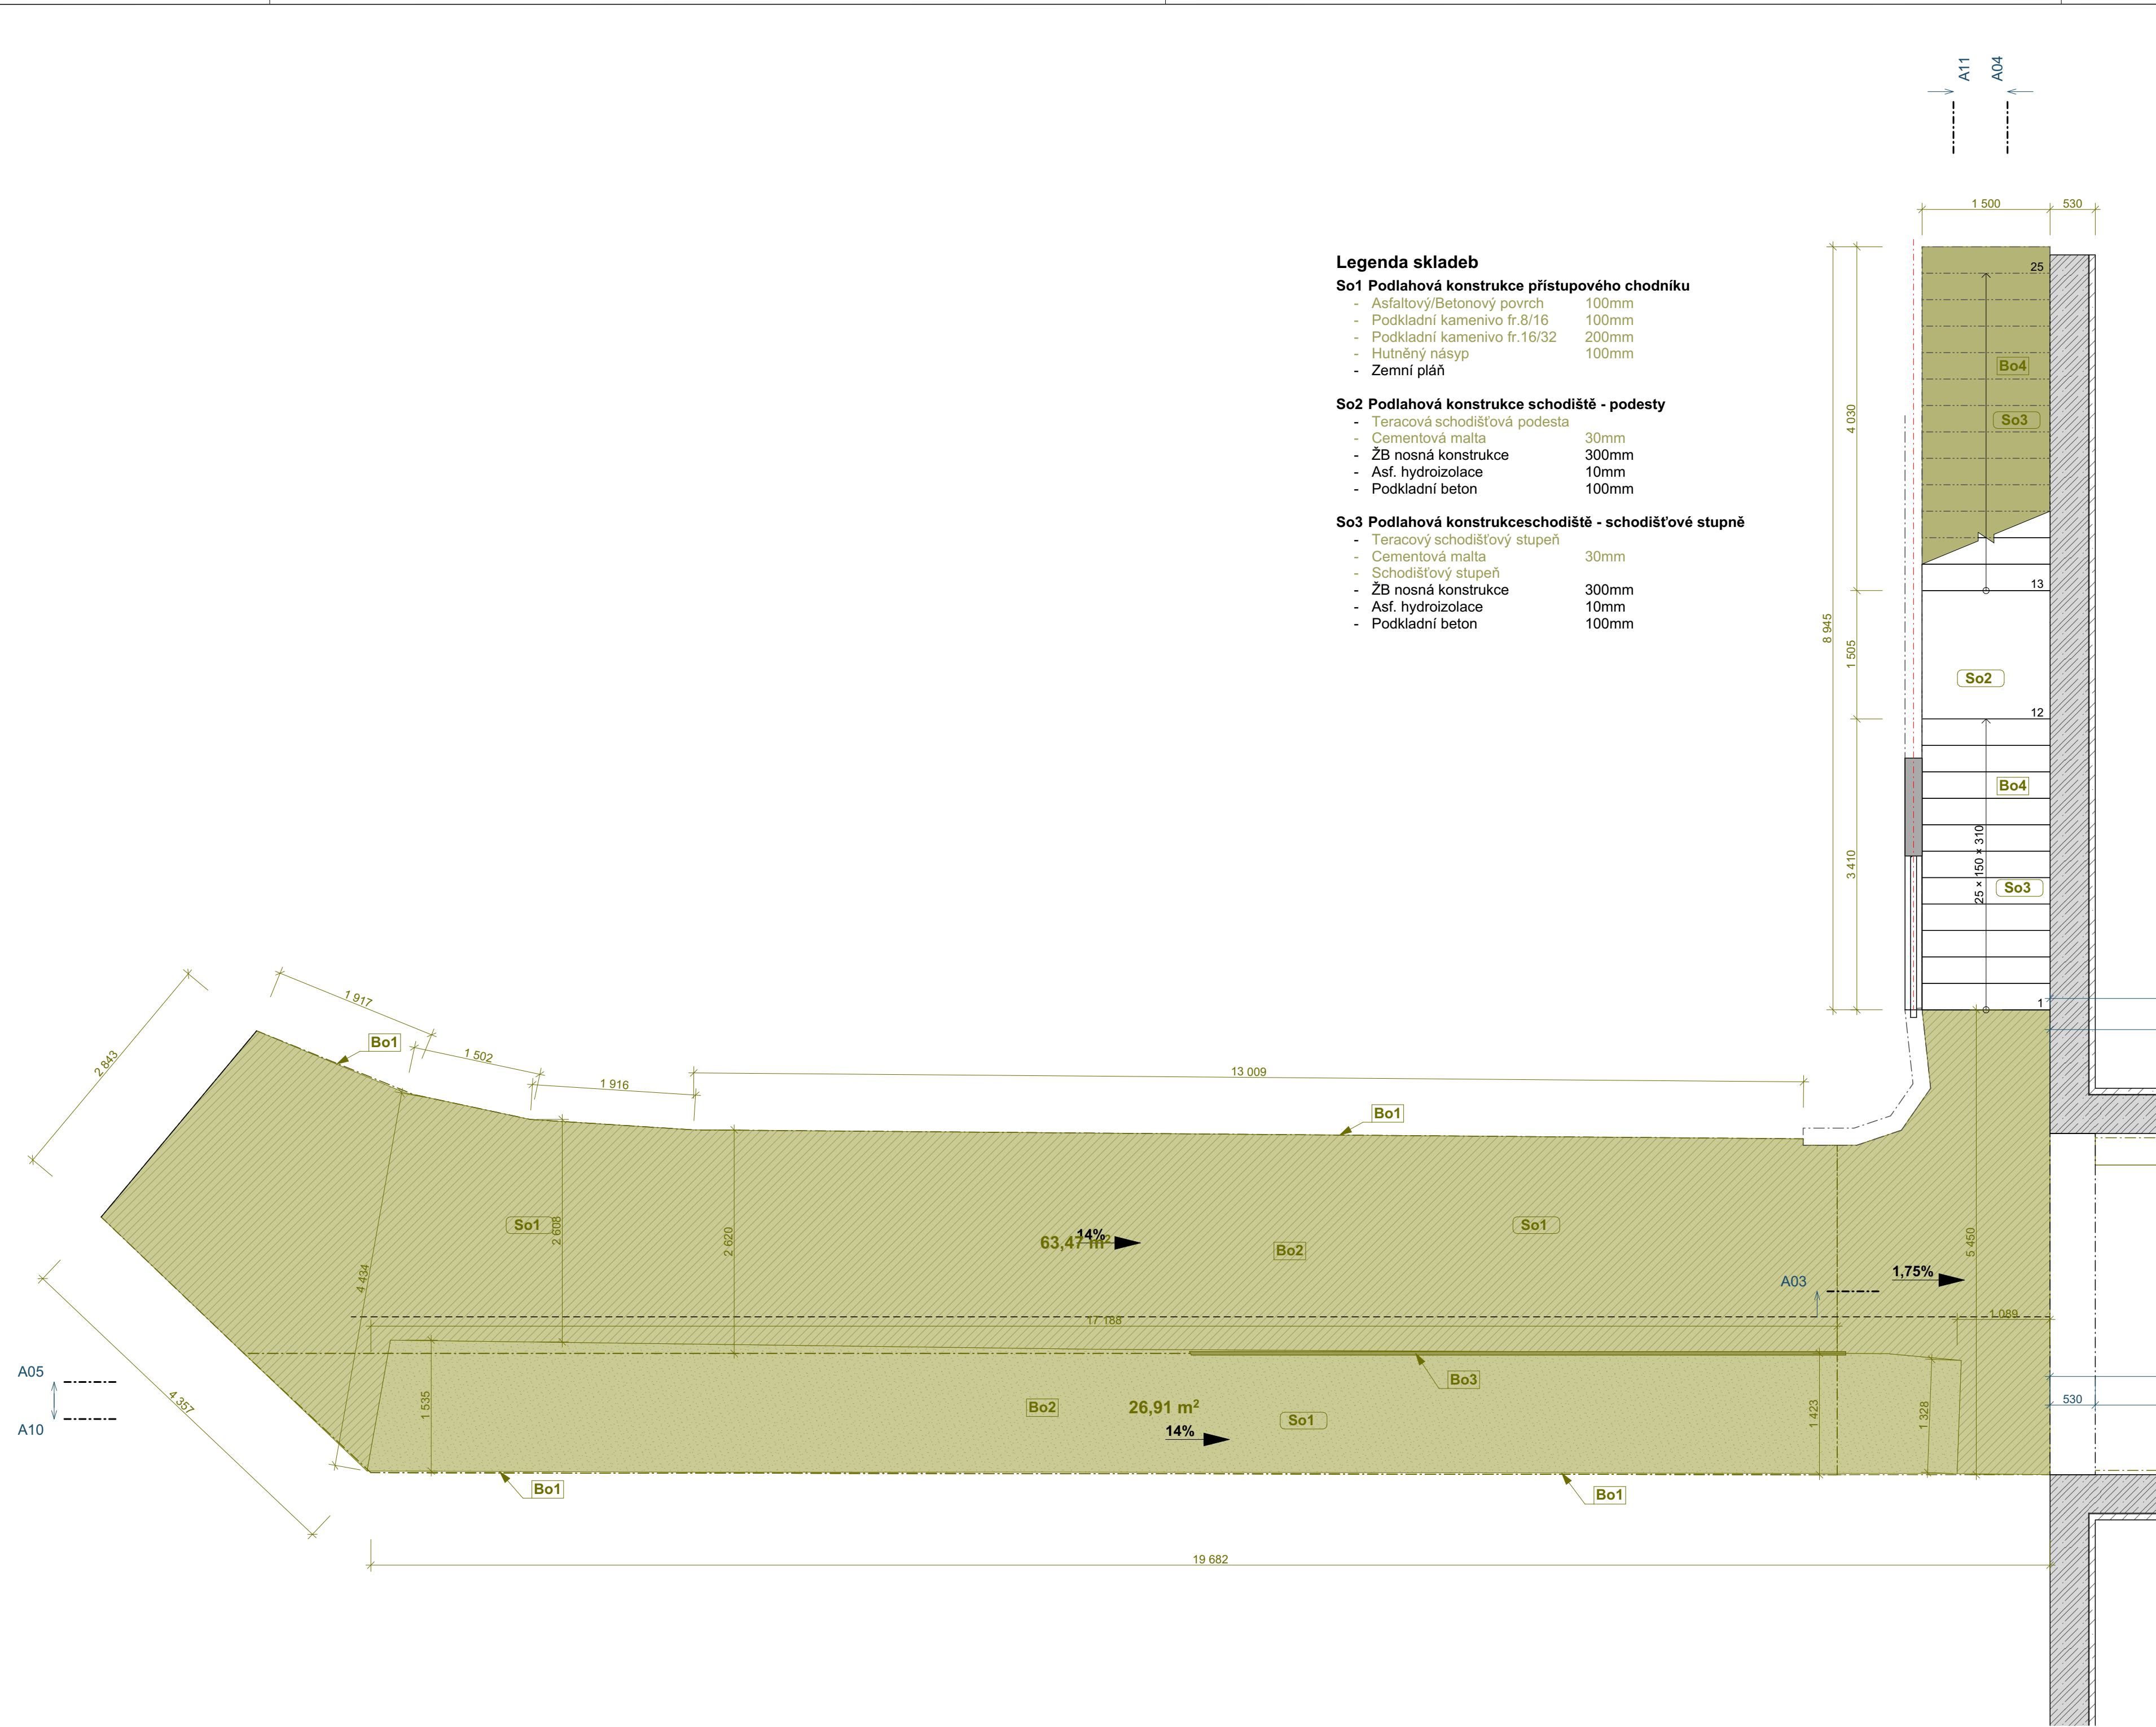 A11
A04
1 500
530
Legenda skladeb
So1 Podlahová konstrukce přístupového chodníku
- Asfaltový/Betonový povrch 100mm
- Podkladní kamenivo fr.8/16 100mm
- Podkladní kamenivo fr.16/32 200mm
- Hutněný násyp 100mm
- Zemní pláň
So2 Podlahová konstrukce schodiště - podesty
- Teracová schodišťová podesta
- Cementová malta 30mm
- ŽB nosná konstrukce 300mm
- Asf. hydroizolace 10mm
- Podkladní beton 100mm
So3 Podlahová konstrukceschodiště - schodišťové stupně
- Teracový schodišťový stupeň
- Cementová malta 30mm
- Schodišťový stupeň
- ŽB nosná konstrukce 300mm
- Asf. hydroizolace 10mm
- Podkladní beton 100mm
25
Bo4
4 030
So3
13
8 945
1 505
So2
12
Bo4
25 × 150 × 310
3 410
So3
1
1 917
Bo1
2 843
1 502
1 916
13 009
Bo1
So1
2 608
2 620
14%
63,47 m²
Bo2
So1
5 450
1,75%
A03
4 434
17 188
1 089
A05
A10
4 357
1 535
Bo3
Bo2
26,91 m²
So1
14%
1 423
1 328
530
Bo1
Bo1
19 682